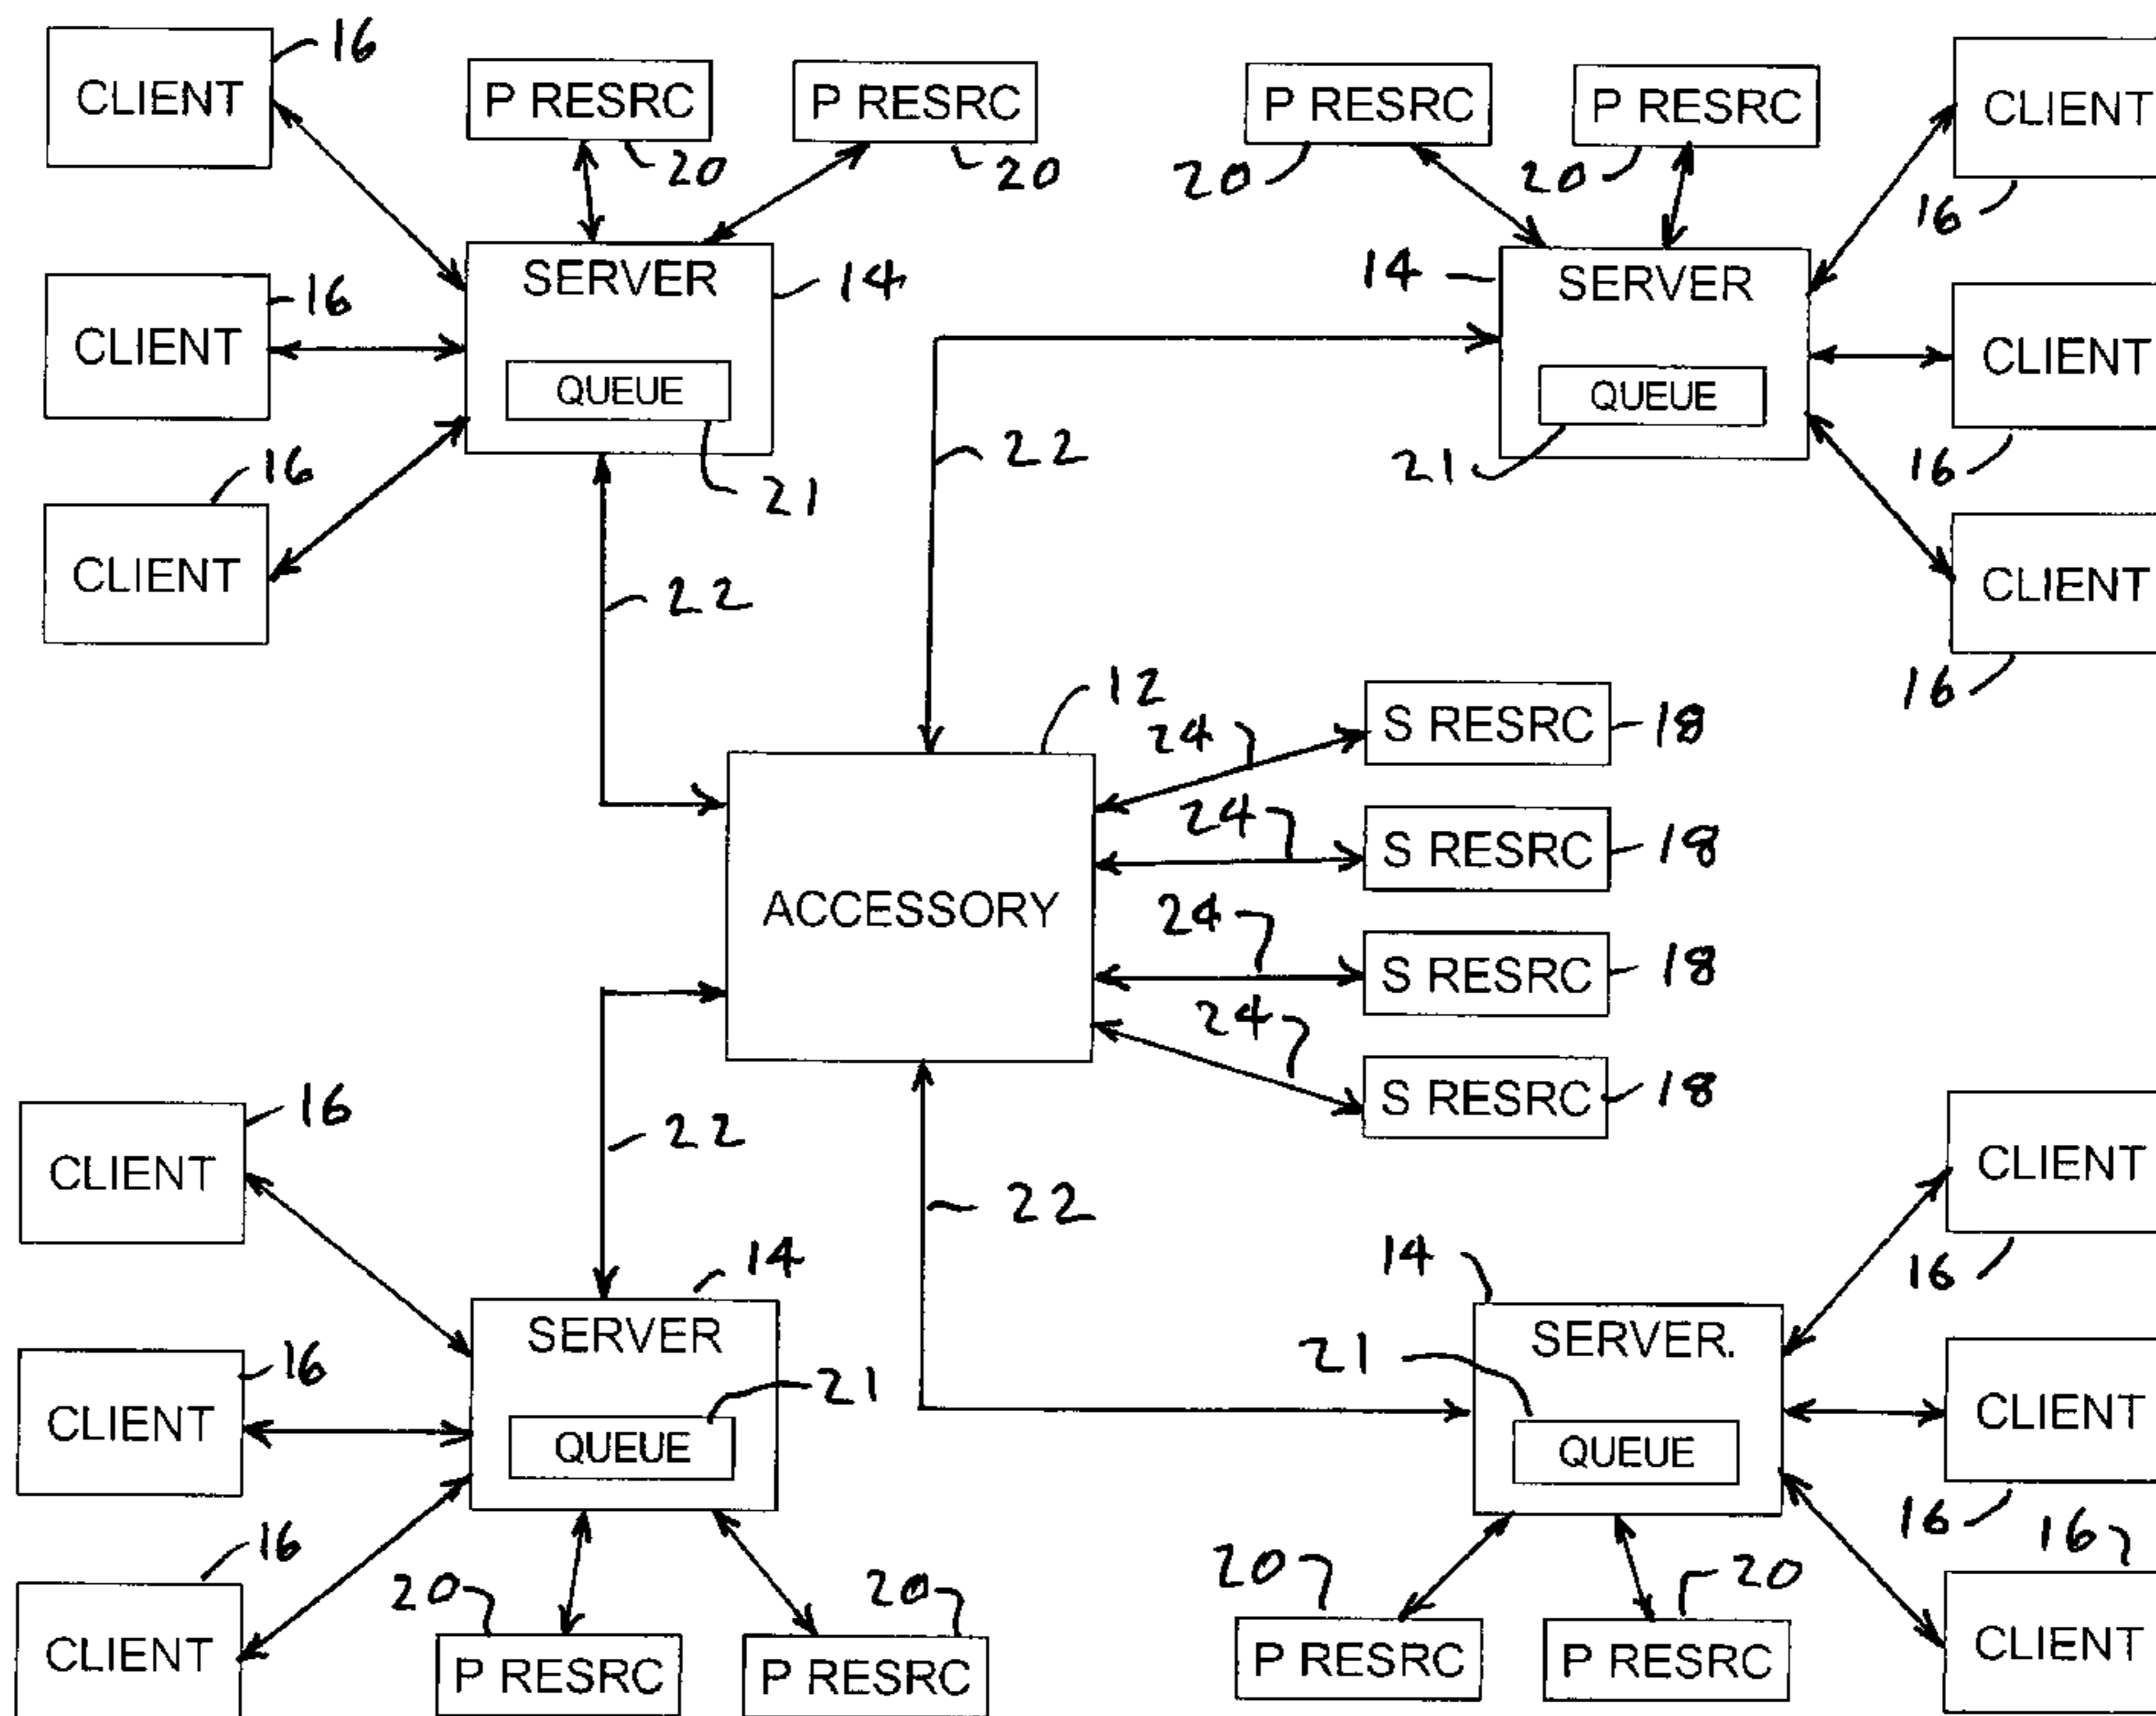 CLIENT 16 P RESRC 20 P RESRC 20 P RESRC 20 P RESRC 20 CLIENT 16
SERVER 14 14 SERVER
CLIENT 16 CLIENT 16
QUEUE 21 22 QUEUE 21
CLIENT 16 CLIENT 16
22
12
24 S RESRC 18
24 S RESRC 18
ACCESSORY
24 S RESRC 18
24 S RESRC 18
22
CLIENT 16 CLIENT 16
22
14 14
SERVER SERVER.
CLIENT 16 21 21 CLIENT 16
QUEUE QUEUE
16 16
20 20 20 20
CLIENT P RESRC P RESRC P RESRC P RESRC CLIENT